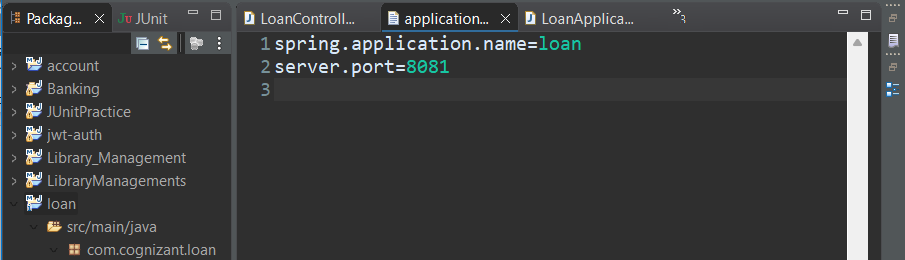 Packag...
JUnit
LoanControll...
application...
LoanApplica...
account
Banking
JUnitPractice
jwt-auth
Library_Management
LibraryManagements
loan
src/main/java
com.cognizant.loan
1 spring.application.name=loan
2 server.port=8081
3